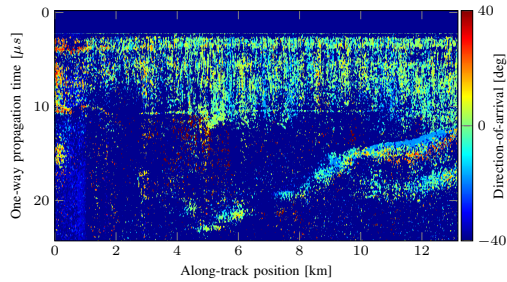 0
10
20
One-way propagation time [μs]
0 2 4 6 8 10 12
Along-track position [km]
40
0
−40
Direction-of-arrival [deg]